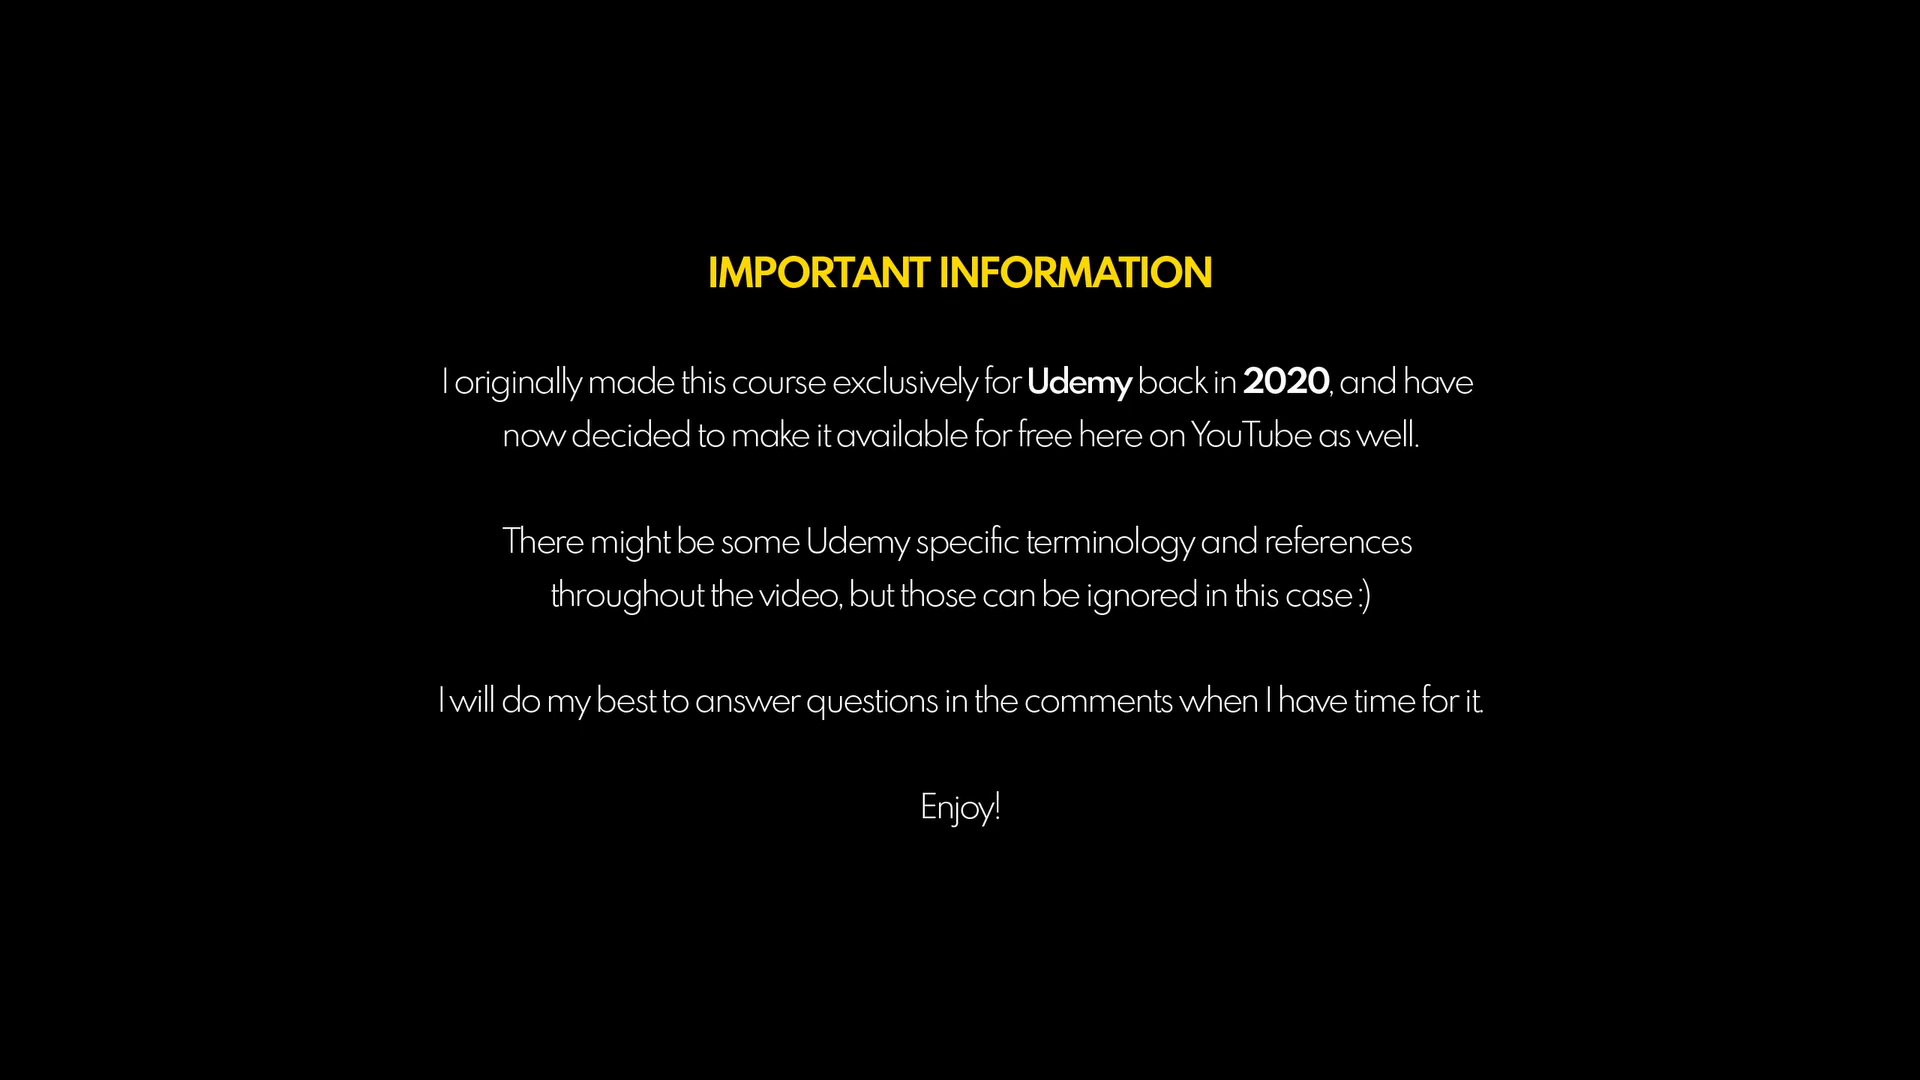 IMPORTANT INFORMATION
I originally made this course exclusively for Udemy back in 2020, and have
now decided to make it available for free here on YouTube as well.
There might be some Udemy specific terminology and references
throughout the video, but those can be ignored in this case :)
I will do my best to answer questions in the comments when I have time for it.
Enjoy!